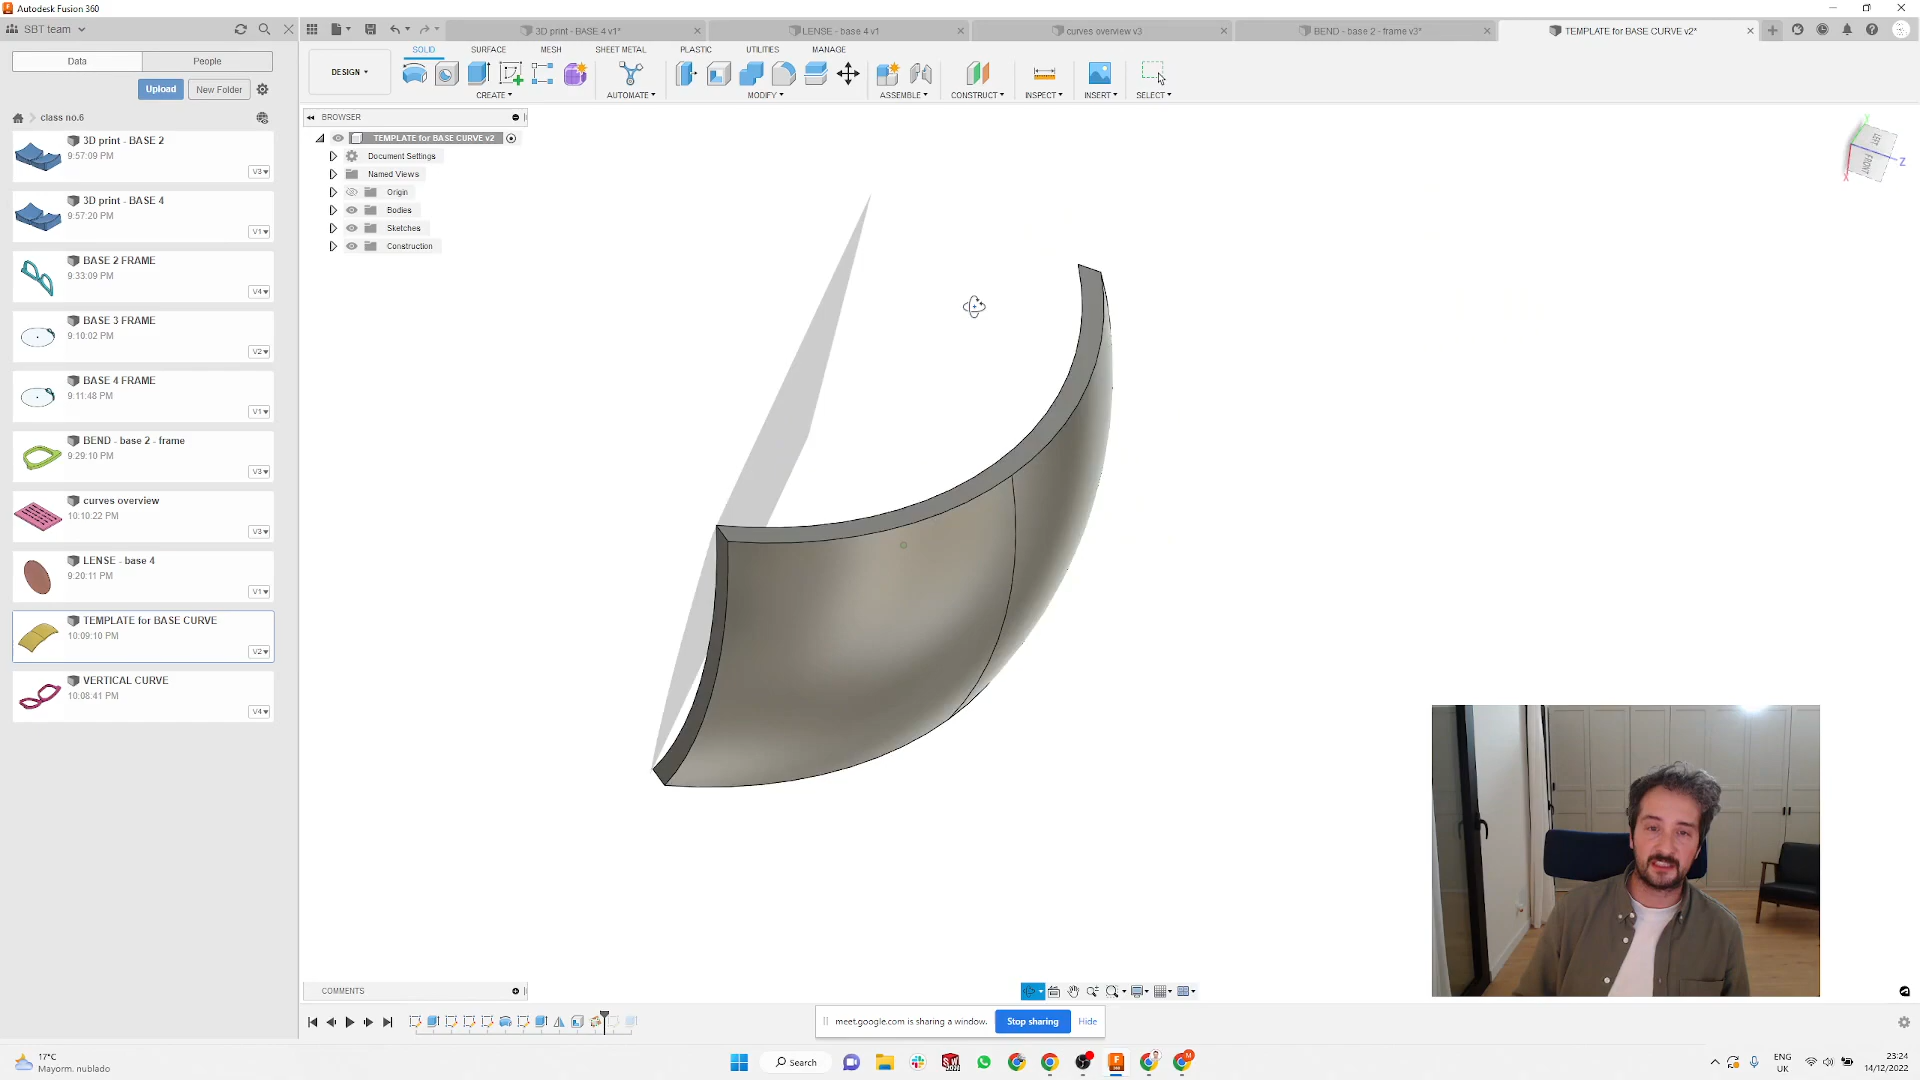 Autodesk Fusion 360
SBT team
3D print - BASE 4 v1*
LENSE - base 4 v1
curves overview v3
BEND - base 2 - frame v3*
TEMPLATE for BASE CURVE v2*
Data
People
Upload
New Folder
class no.6
3D print - BASE 2
9:57:09 PM
V3
3D print - BASE 4
9:57:20 PM
V1
BASE 2 FRAME
9:33:09 PM
V4
BASE 3 FRAME
9:10:02 PM
V2
BASE 4 FRAME
9:11:48 PM
V1
BEND - base 2 - frame
9:29:10 PM
V3
curves overview
10:10:22 PM
V3
LENSE - base 4
9:20:11 PM
V1
TEMPLATE for BASE CURVE
10:09:10 PM
V2
VERTICAL CURVE
10:08:41 PM
V4
DESIGN
SOLID
SURFACE
MESH
SHEET METAL
PLASTIC
UTILITIES
MANAGE
CREATE
AUTOMATE
MODIFY
ASSEMBLE
CONSTRUCT
INSPECT
INSERT
SELECT
BROWSER
TEMPLATE for BASE CURVE v2
Document Settings
Named Views
Origin
Bodies
Sketches
Construction
LEFT
FRONT
Z
X
COMMENTS
meet.google.com is sharing a window.
Stop sharing
Hide
17°C
Mayorm. nublado
Search
ENG
UK
23:24
14/12/2022